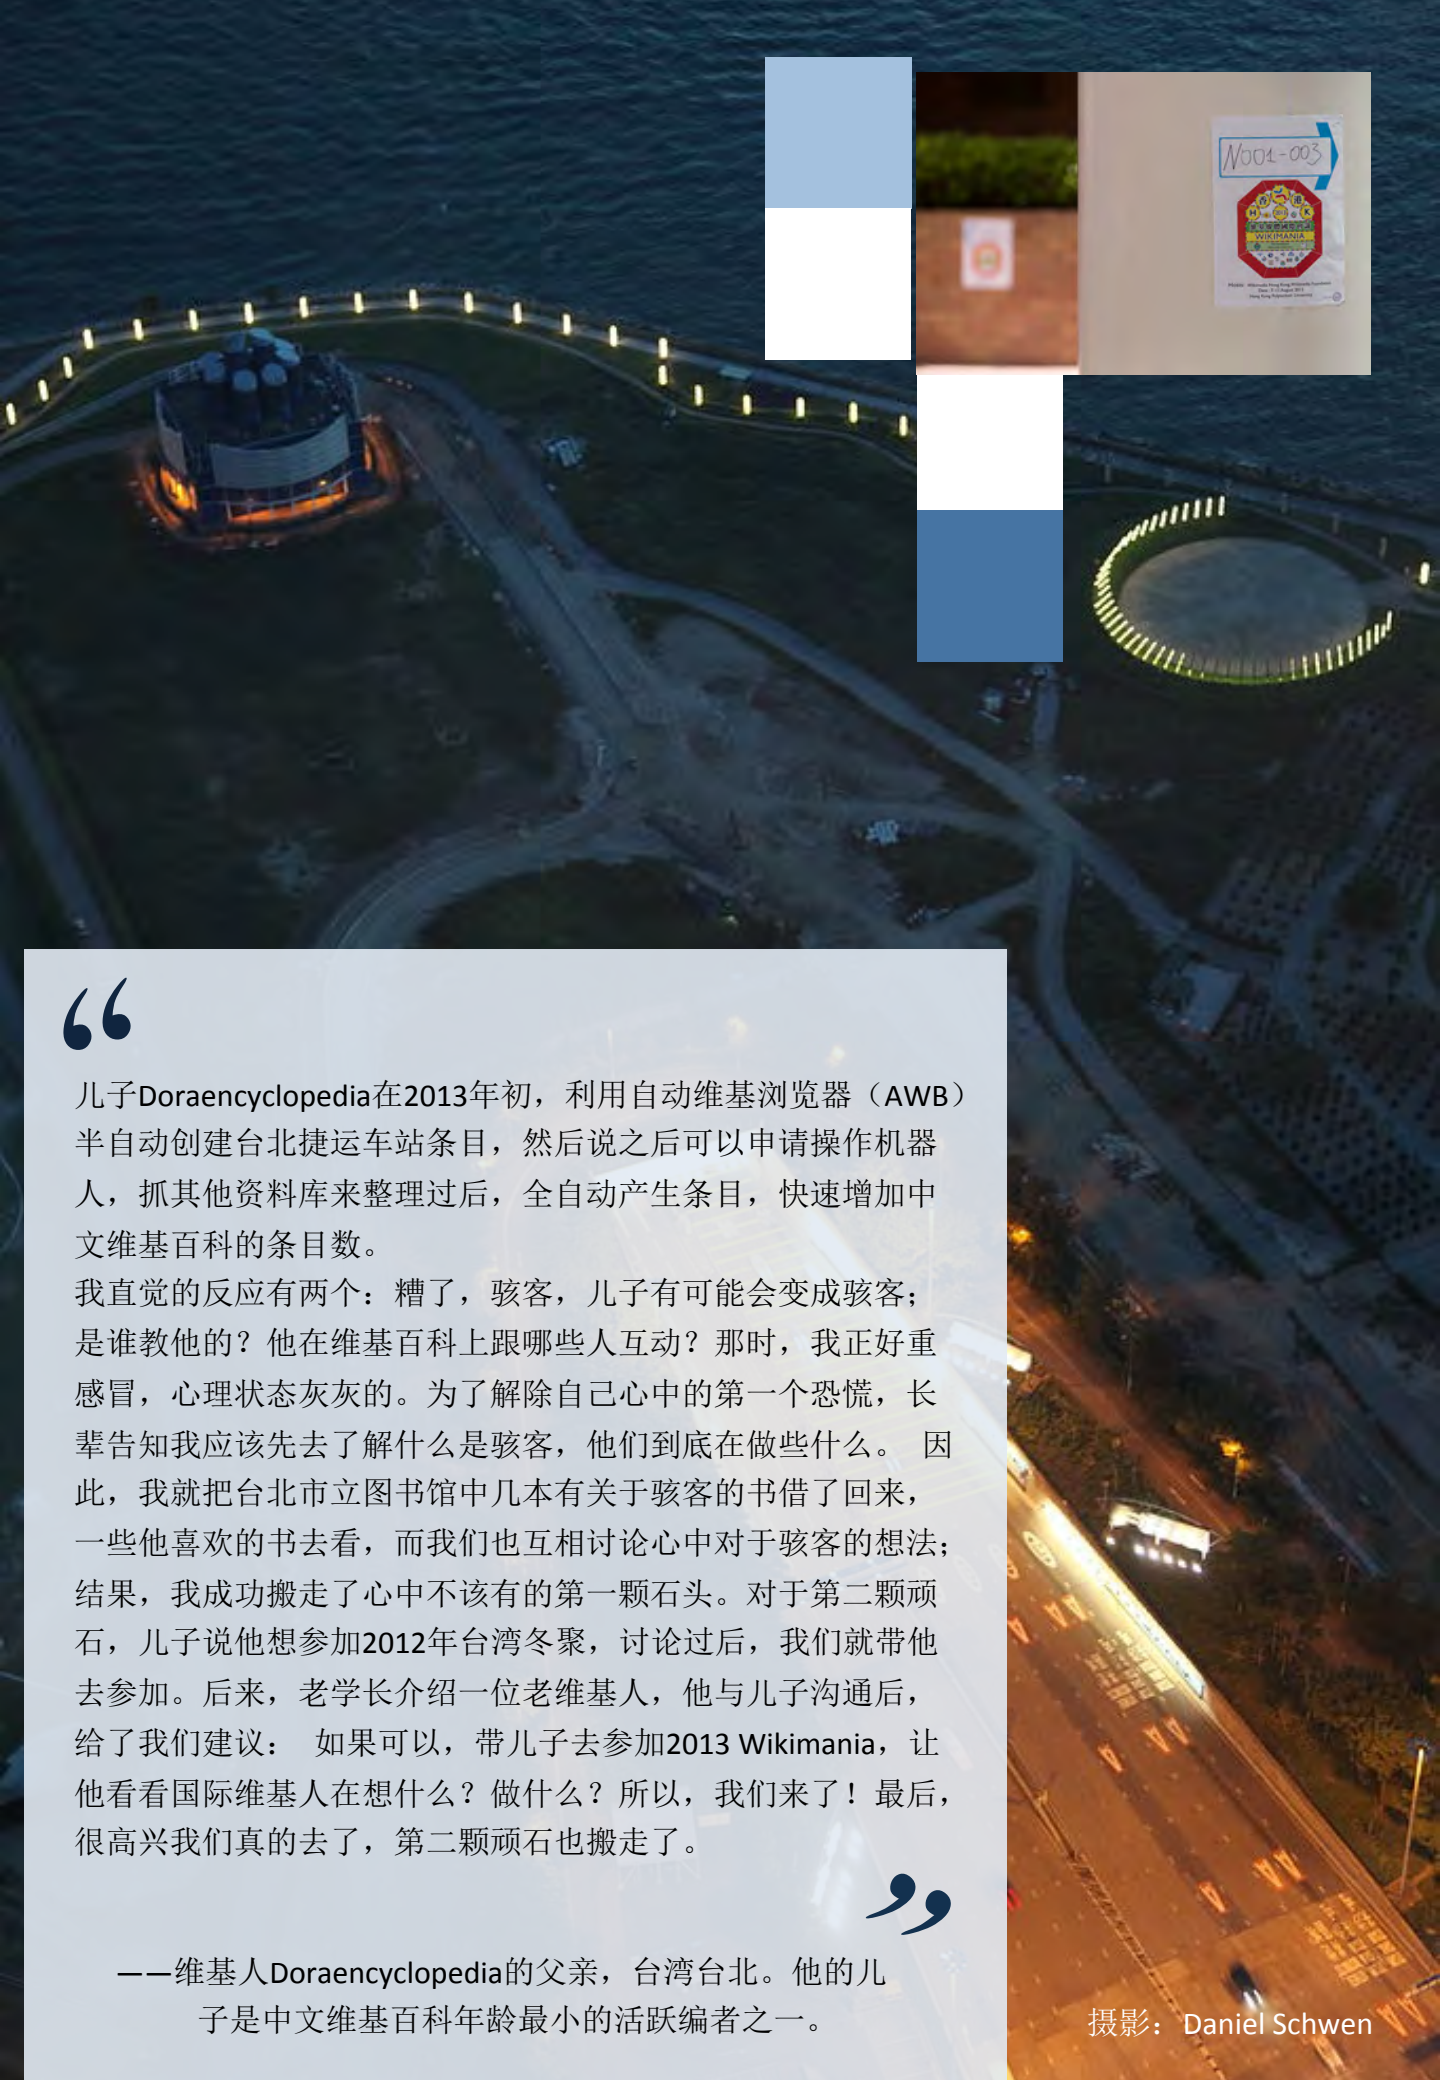 N001-003
香
港
H
K
2013
WIKIMANIA
“
儿子Doraencyclopedia在2013年初，利用自动维基浏览器（AWB）
半自动创建台北捷运车站条目，然后说之后可以申请操作机器
人，抓其他资料库来整理过后，全自动产生条目，快速增加中
文维基百科的条目数。
我直觉的反应有两个：糟了，骇客，儿子有可能会变成骇客；
是谁教他的？他在维基百科上跟哪些人互动？那时，我正好重
感冒，心理状态灰灰的。为了解除自己心中的第一个恐慌，长
辈告知我应该先去了解什么是骇客，他们到底在做些什么。 因
此，我就把台北市立图书馆中几本有关于骇客的书借了回来，
一些他喜欢的书去看，而我们也互相讨论心中对于骇客的想法；
结果，我成功搬走了心中不该有的第一颗石头。对于第二颗顽
石，儿子说他想参加2012年台湾冬聚，讨论过后，我们就带他
去参加。后来，老学长介绍一位老维基人，他与儿子沟通后，
给了我们建议： 如果可以，带儿子去参加2013 Wikimania，让
他看看国际维基人在想什么？做什么？所以，我们来了！最后，
很高兴我们真的去了，第二颗顽石也搬走了。
”
——维基人Doraencyclopedia的父亲，台湾台北。他的儿
子是中文维基百科年龄最小的活跃编者之一。
摄影：Daniel Schwen